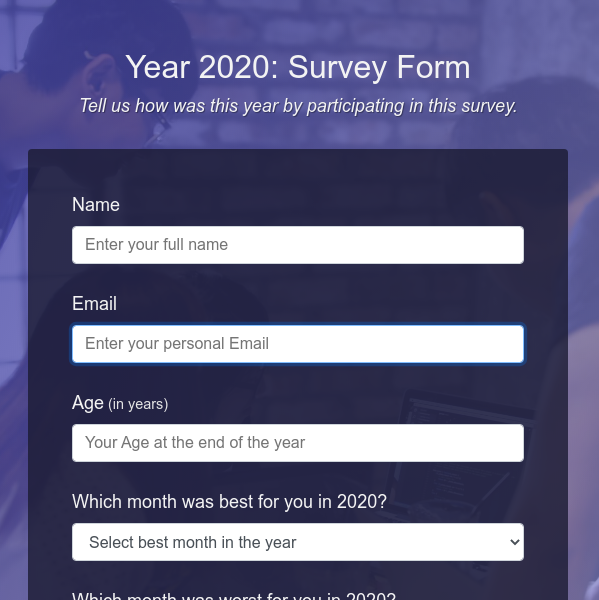 Year 2020: Survey Form
Tell us how was this year by participating in this survey.
Name
Enter your full name
Email
Enter your personal Email
Age (in years)
Your Age at the end of the year
Which month was best for you in 2020?
Select best month in the year
Which month was worst for you in 2020?